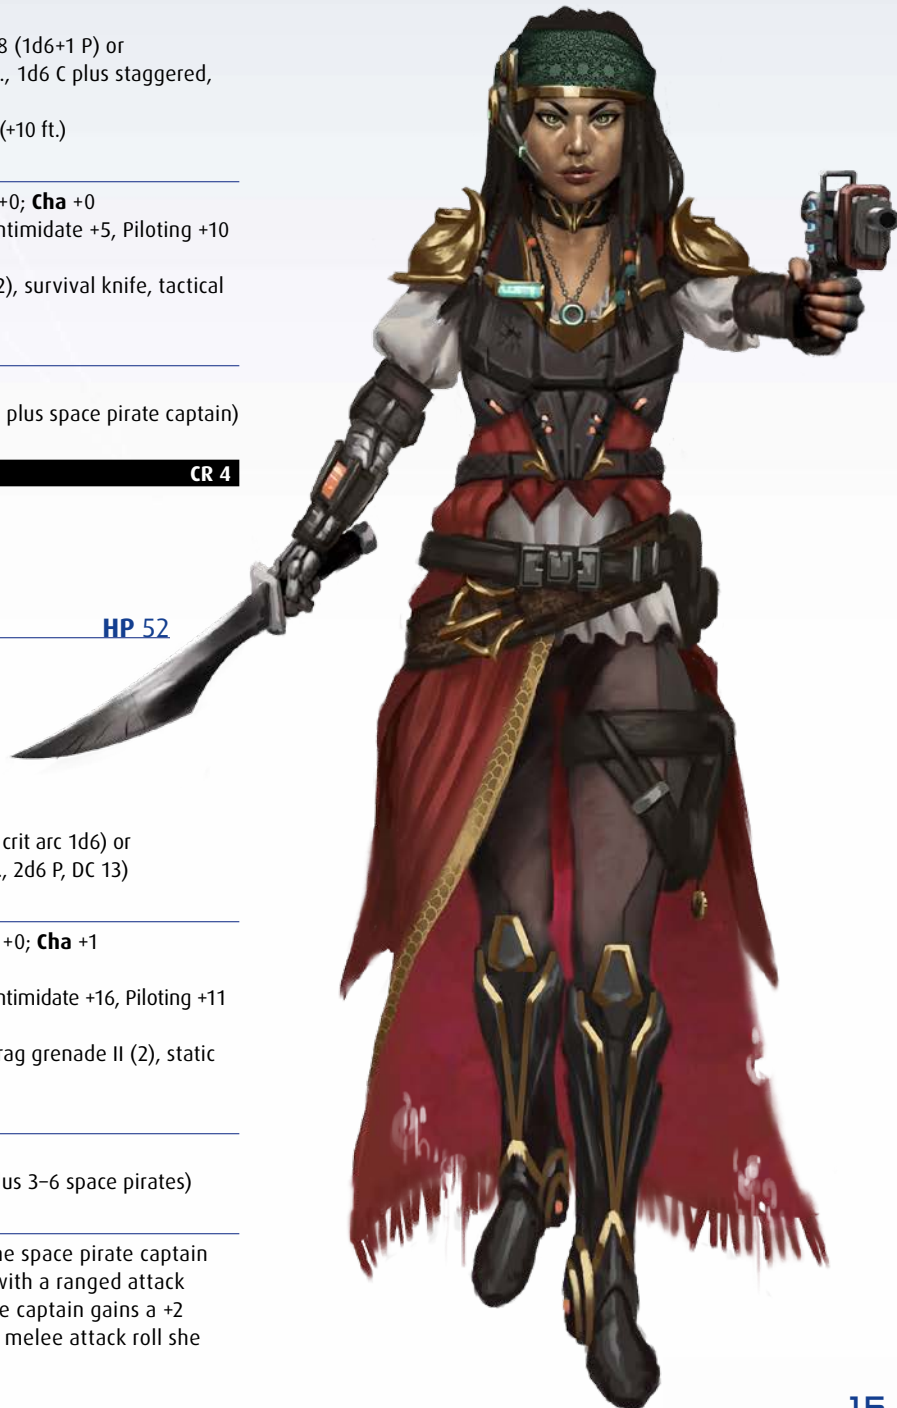 8 (1d6+1 P) or
., 1d6 C plus staggered,
(+10 ft.)
+0; Cha +0
ntimidate +5, Piloting +10
2), survival knife, tactical
plus space pirate captain)
CR 4
HP 52
crit arc 1d6) or
., 2d6 P, DC 13)
+0; Cha +1
ntimidate +16, Piloting +11
rag grenade II (2), static
us 3–6 space pirates)
he space pirate captain
with a ranged attack
e captain gains a +2
melee attack roll she
15